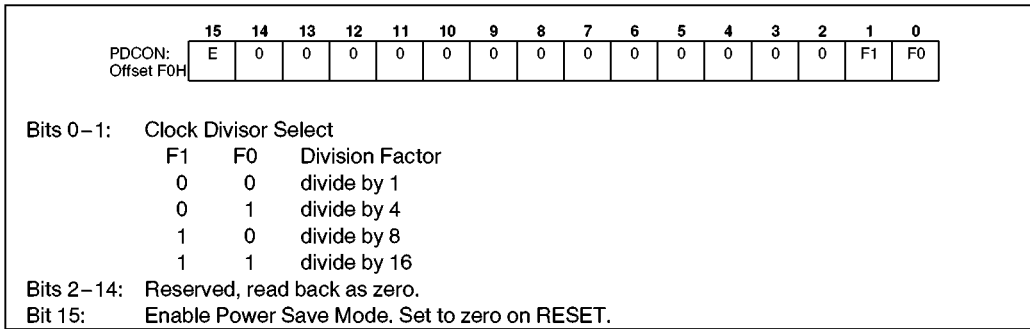 15 14 13 12 11 10 9 8 7 6 5 4 3 2 1 0
PDCON: E 0 0 0 0 0 0 0 0 0 0 0 0 0 F1 F0
Offset F0H
Bits 0–1: Clock Divisor Select
F1 F0 Division Factor
0 0 divide by 1
0 1 divide by 4
1 0 divide by 8
1 1 divide by 16
Bits 2–14: Reserved, read back as zero.
Bit 15: Enable Power Save Mode. Set to zero on RESET.